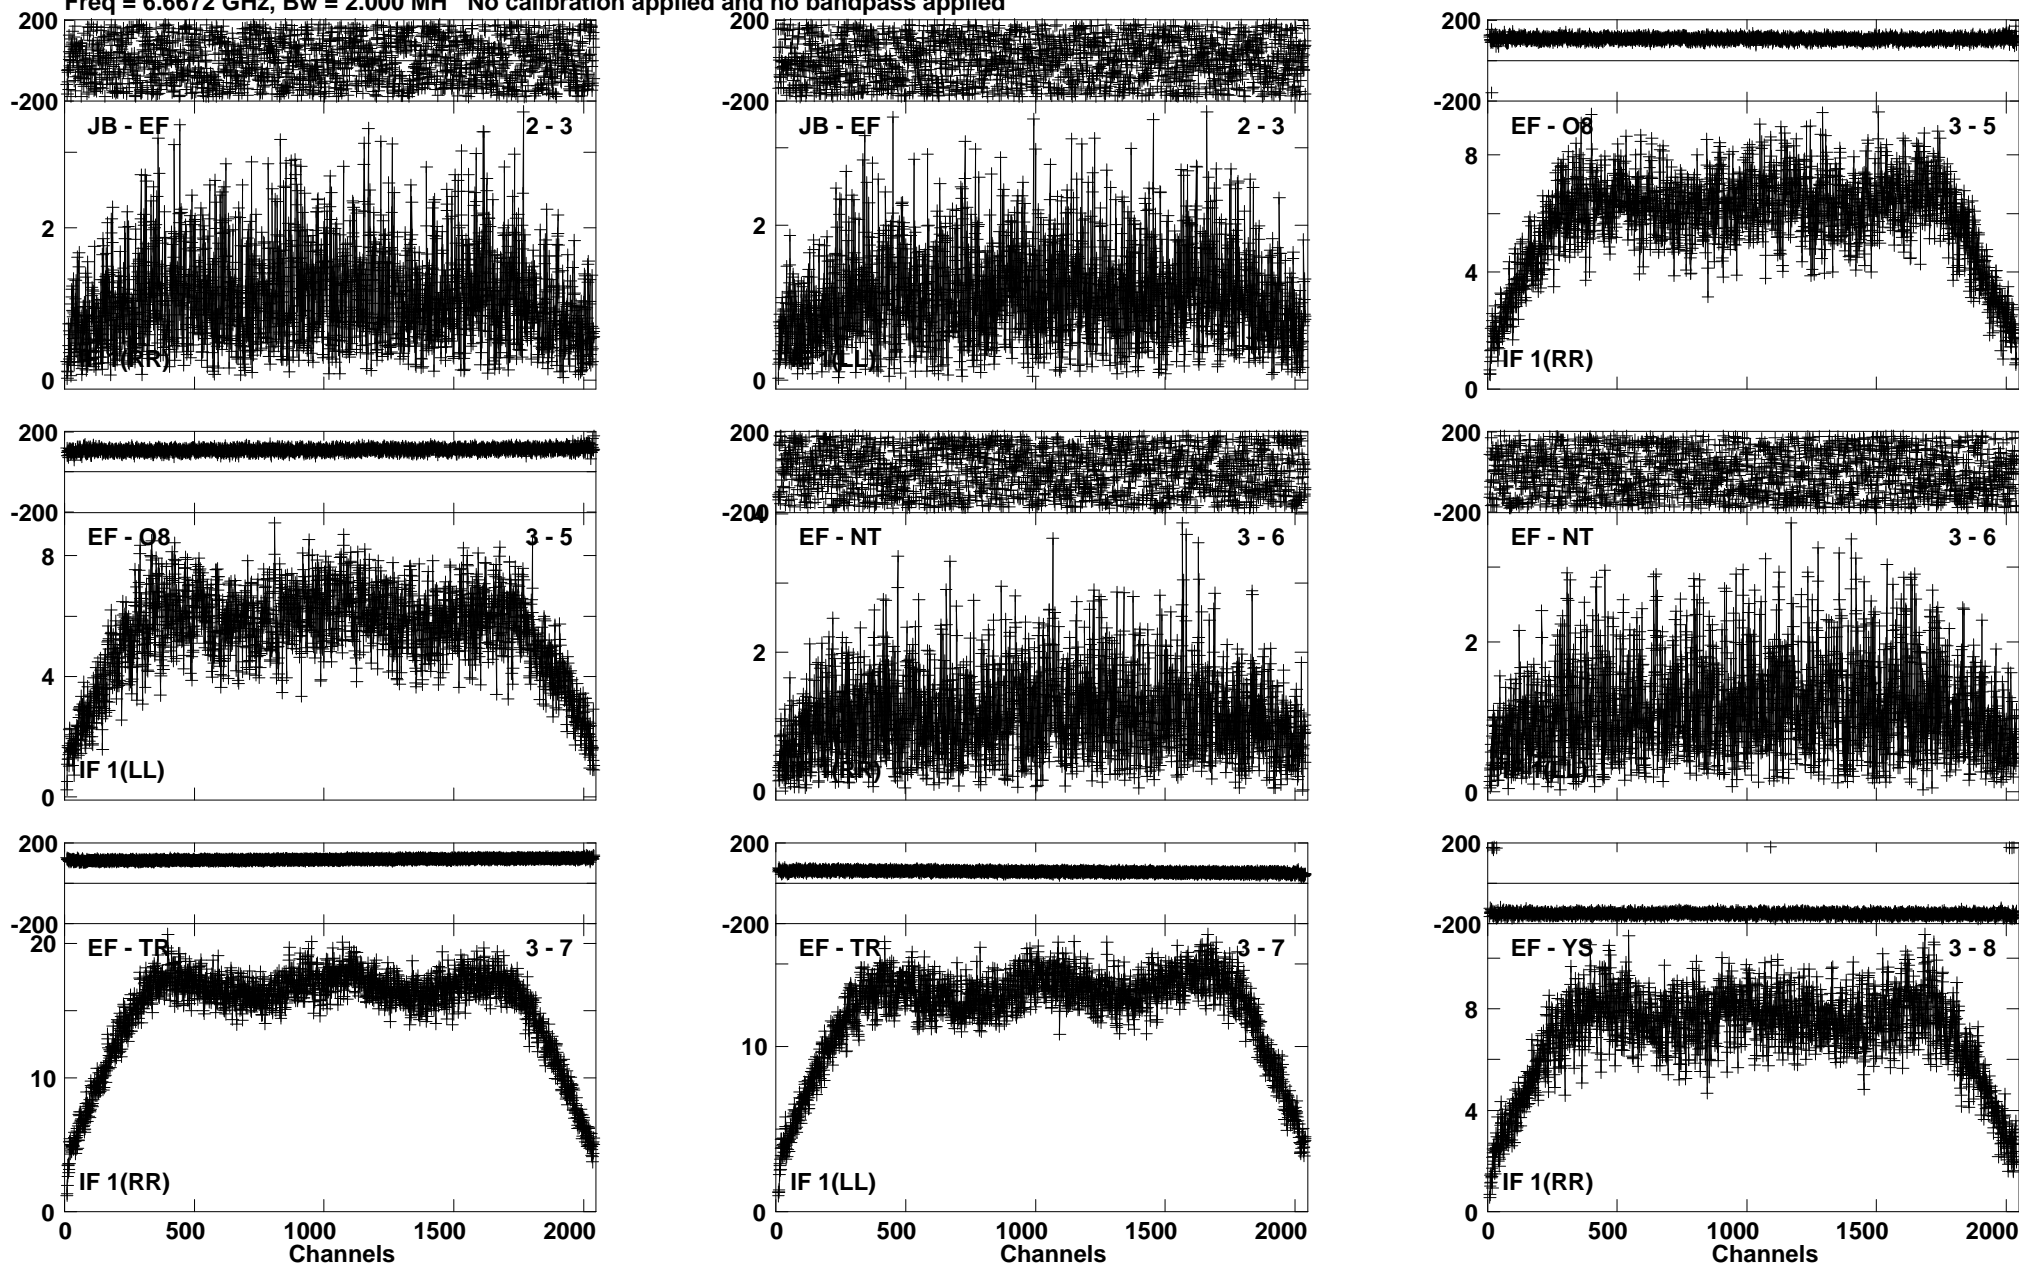 Freq = 6.6672 GHz, Bw = 2.000 MH No calibration applied and no bandpass applied
200
-200
JB - EF 2 - 3
2
0
(RR)
200
-200
JB - EF 2 - 3
2
0
(LL)
200
-200
EF - O8 3 - 5
8
4
0
IF 1(RR)
200
-200
EF - O8 3 - 5
8
4
0
IF 1(LL)
200
-200
4
EF - NT 3 - 6
2
0
200
-200
EF - NT 3 - 6
2
0
200
-200
20
EF - TR 3 - 7
10
0
IF 1(RR)
0 500 1000 1500 2000
Channels
200
-200
EF - TR 3 - 7
10
0
IF 1(LL)
200
-200
EF - YS 3 - 8
8
4
0
IF 1(RR)
0 500 1000 1500 2000
Channels